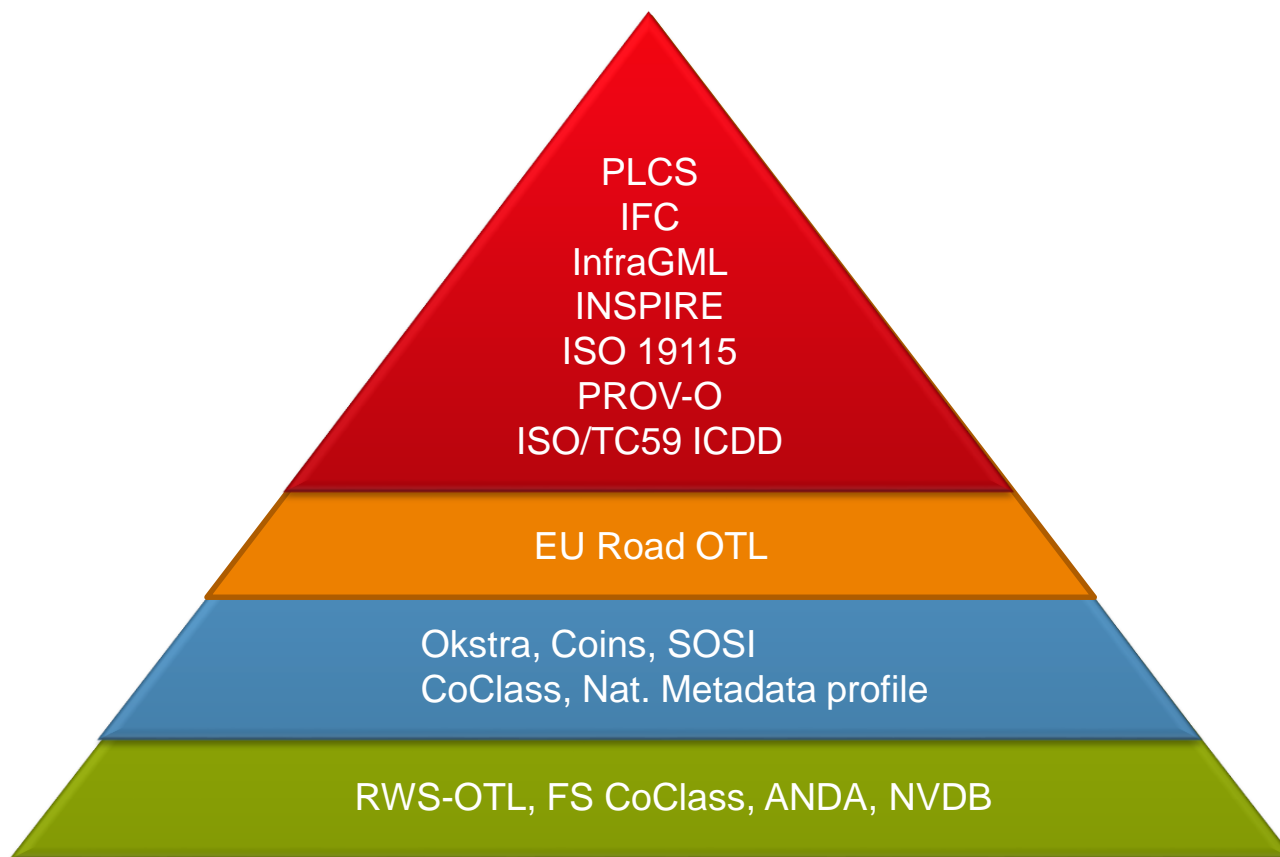 PLCS
IFC
InfraGML
INSPIRE
ISO 19115
PROV-O
ISO/TC59 ICDD
EU Road OTL
Okstra, Coins, SOSI
CoClass, Nat. Metadata profile
RWS-OTL, FS CoClass, ANDA, NVDB